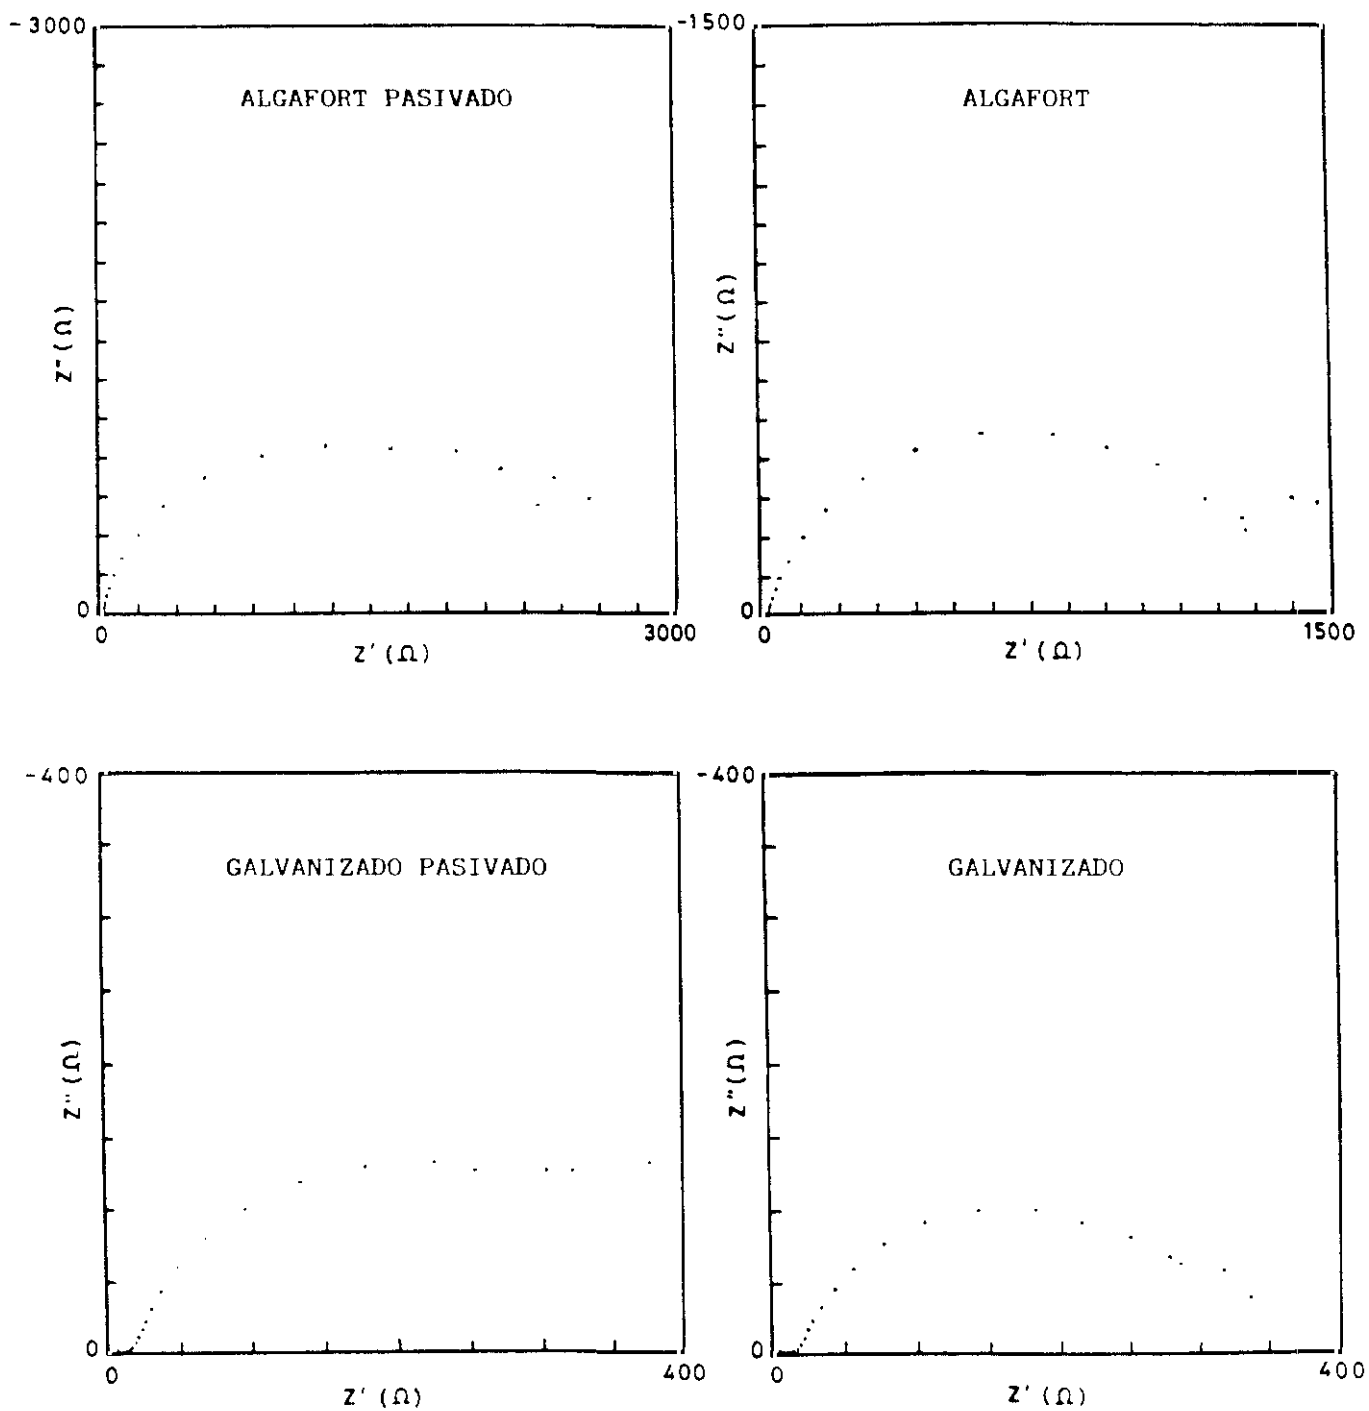 -3000
ALGAFORT PASIVADO
Z''(Ω)
0
0
3000
Z'(Ω)
-1500
ALGAFORT
Z''(Ω)
0
0
1500
Z'(Ω)
-400
GALVANIZADO PASIVADO
Z''(Ω)
0
0
400
Z'(Ω)
-400
GALVANIZADO
Z''(Ω)
0
0
400
Z'(Ω)